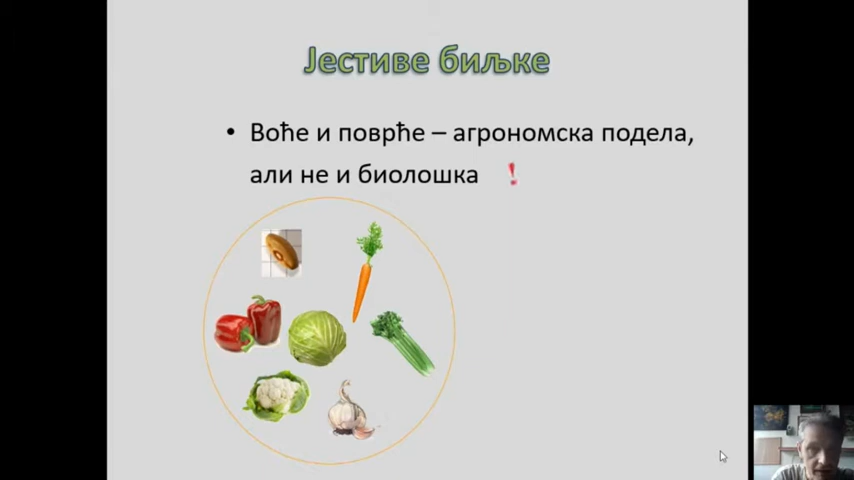 Јестиве биљке
• Воће и поврће – агрономска подела,
али не и биолошка !